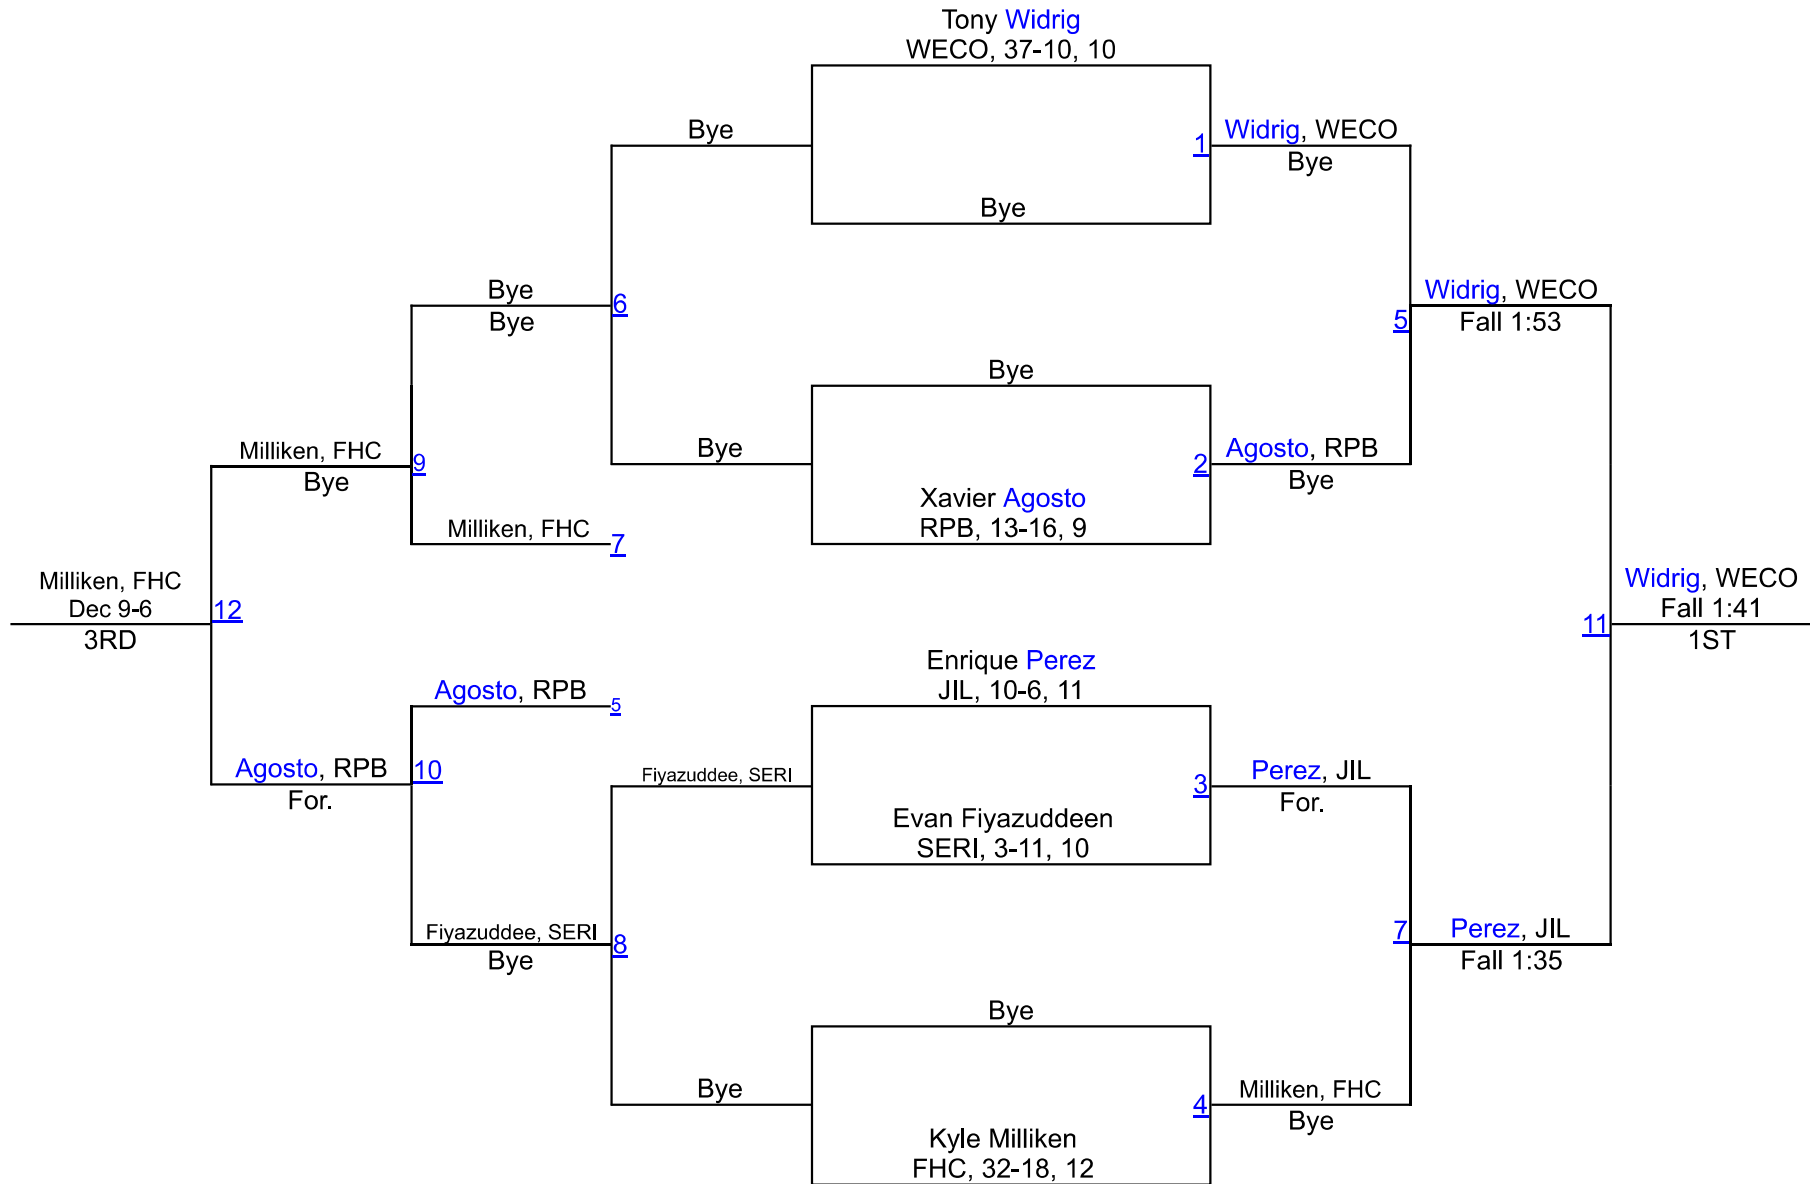 Tony Widrig
WECO, 37-10, 10
Bye
1
Widrig, WECO
Bye
Bye
Bye
Bye
6
Widrig, WECO
5
Fall 1:53
Bye
Milliken, FHC
9
Bye
Bye
2
Agosto, RPB
Bye
Xavier Agosto
RPB, 13-16, 9
Milliken, FHC
7
Milliken, FHC
Dec 9-6
12
3RD
Widrig, WECO
Fall 1:41
11
1ST
Enrique Perez
JIL, 10-6, 11
Agosto, RPB
5
Agosto, RPB
10
For.
Fiyazuddee, SERI
3
Perez, JIL
For.
Evan Fiyazuddeen
SERI, 3-11, 10
Fiyazuddee, SERI
8
Bye
7
Perez, JIL
Fall 1:35
Bye
Bye
4
Milliken, FHC
Bye
Kyle Milliken
FHC, 32-18, 12